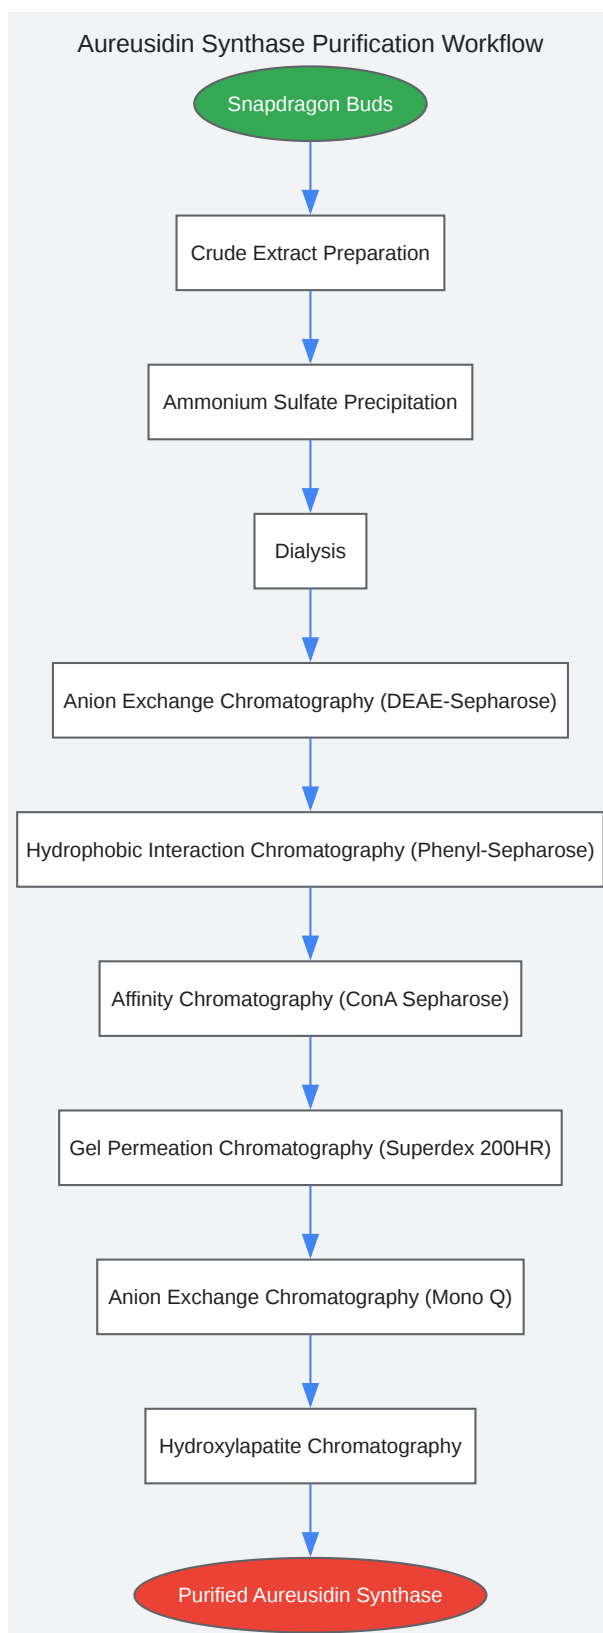 Aureusidin Synthase Purification Workflow
Snapdragon Buds
Crude Extract Preparation
Ammonium Sulfate Precipitation
Dialysis
Anion Exchange Chromatography (DEAE-Sepharose)
Hydrophobic Interaction Chromatography (Phenyl-Sepharose)
Affinity Chromatography (ConA Sepharose)
Gel Permeation Chromatography (Superdex 200HR)
Anion Exchange Chromatography (Mono Q)
Hydroxylapatite Chromatography
Purified Aureusidin Synthase